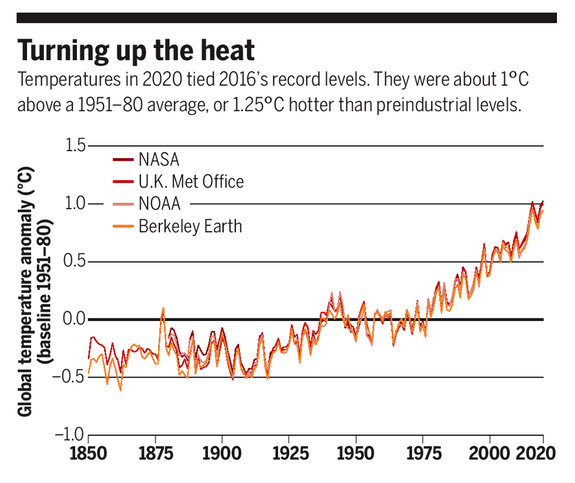 Turning up the heat
Temperatures in 2020 tied 2016's record levels. They were about 1°C
above a 1951–80 average, or 1.25°C hotter than preindustrial levels.
Global temperature anomaly (°C)
(baseline 1951–80)
1.5
1.0
0.5
0.0
−0.5
−1.0
NASA
U.K. Met Office
NOAA
Berkeley Earth
1850 1875 1900 1925 1950 1975 2000 2020